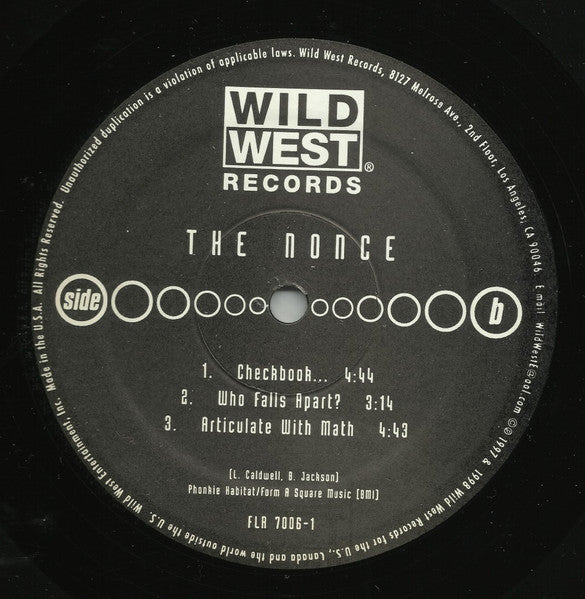 WILD
WEST®
RECORDS
THE NONCE
side b
1. Checkbook... 4:44
2. Who Falls Apart? 3:14
3. Articulate With Math 4:43
[L. Caldwell, B. Jackson]
Phonkie Habitat/Form A Square Music [BMI]
FLR 7006-1
Made in the U.S.A. All Rights Reserved. Unauthorized duplication is a violation of applicable laws. Wild West Records, 8127 Melrose Ave., 2nd Floor, Los Angeles, CA 90046. Email WildWestE@aol.com ©℗ 1997 & 1998 Wild West Records for the U.S., Canada and the world outside the U.S. Wild West Entertainment, Inc.